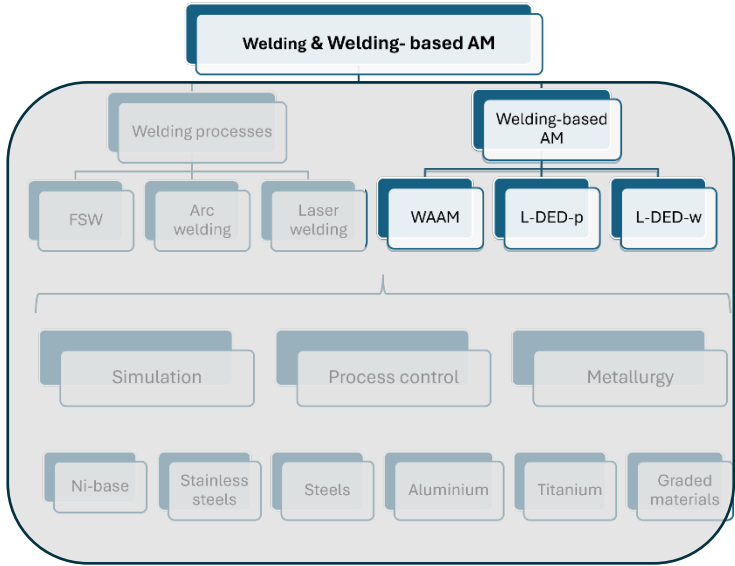 Welding & Welding- based AM
Welding processes
Welding-based
AM
FSW
Arc
welding
Laser
welding
WAAM
L-DED-p
L-DED-w
Simulation
Process control
Metallurgy
Ni-base
Stainless
steels
Steels
Aluminium
Titanium
Graded
materials